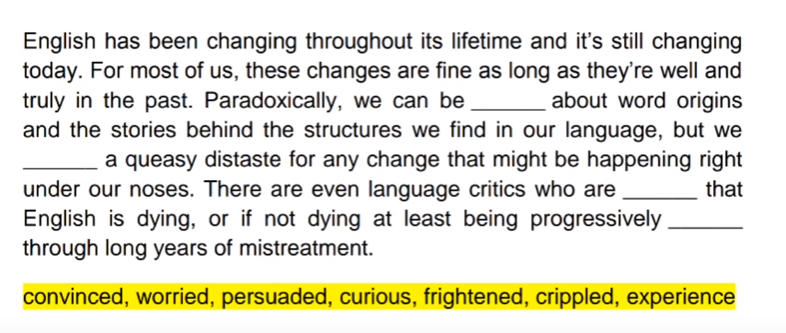 English has been changing throughout its lifetime and it's still changing
today. For most of us, these changes are fine as long as they're well and
truly in the past. Paradoxically, we can be ______ about word origins
and the stories behind the structures we find in our language, but we
______ a queasy distaste for any change that might be happening right
under our noses. There are even language critics who are ______ that
English is dying, or if not dying at least being progressively ______
through long years of mistreatment.
convinced, worried, persuaded, curious, frightened, crippled, experience